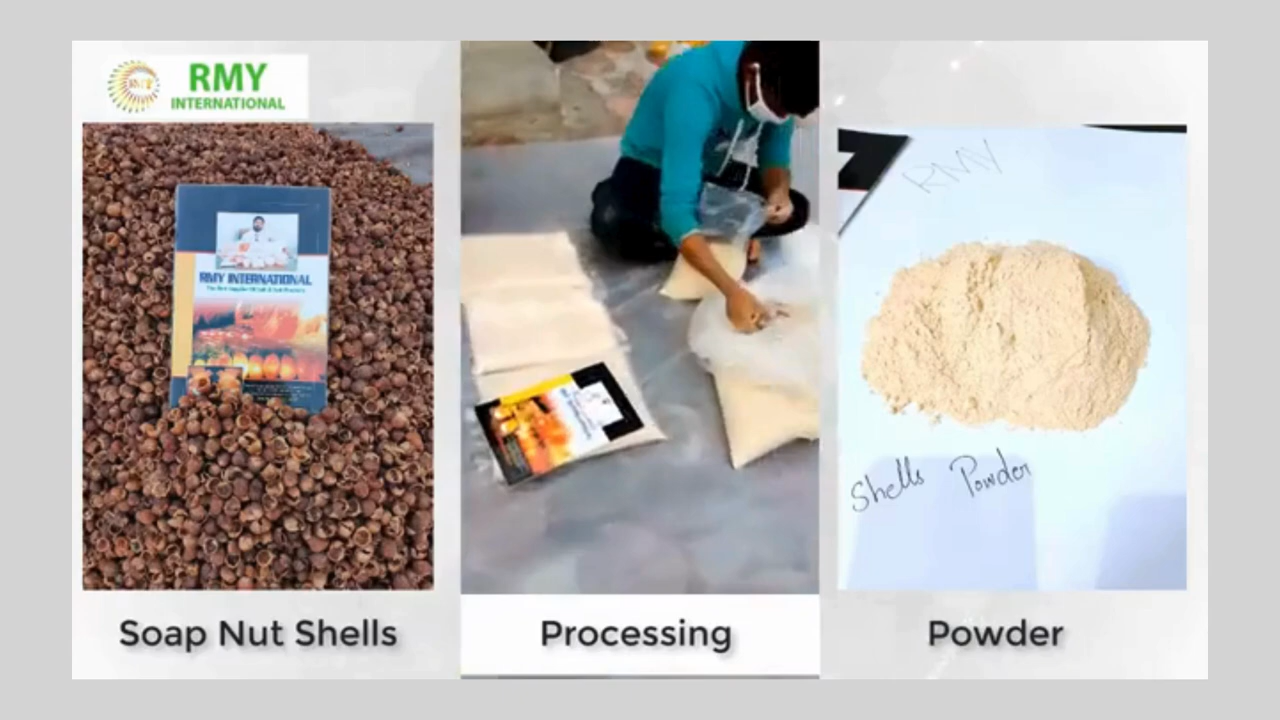 RMY
INTERNATIONAL
RMY INTERNATIONAL
RMY
Shells Powder
Soap Nut Shells
Processing
Powder